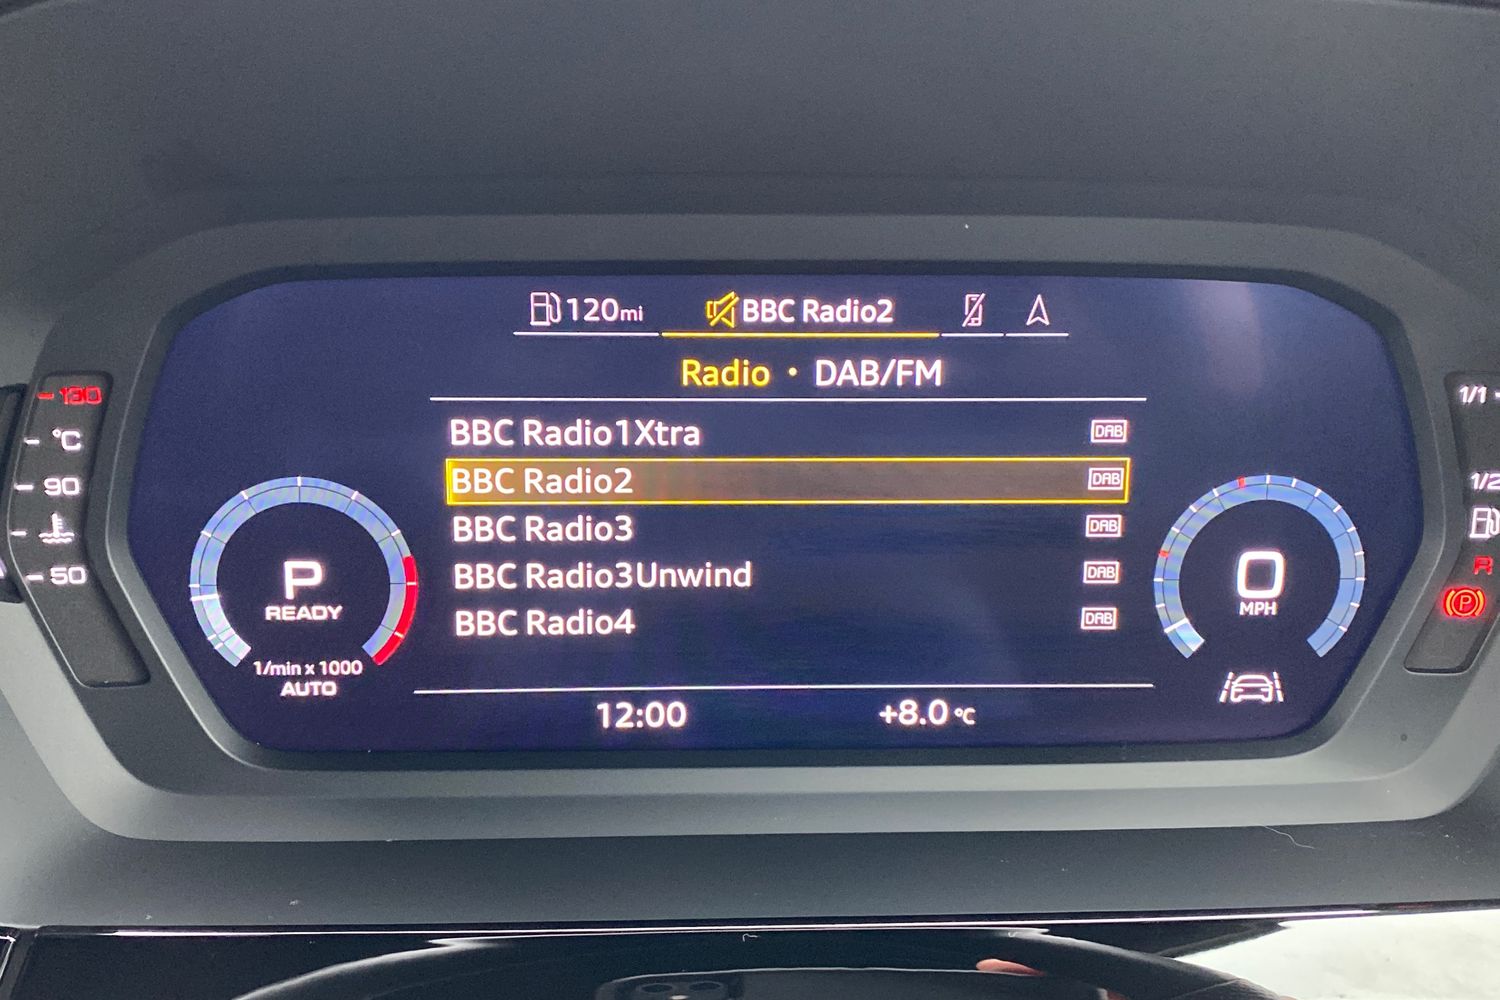 120mi BBC Radio2
Radio • DAB/FM
BBC Radio1Xtra DAB
BBC Radio2 DAB
BBC Radio3 DAB
BBC Radio3Unwind DAB
BBC Radio4 DAB
12:00 +8.0 °C
130
°C
90
50
P
READY
1/min x 1000
AUTO
0
MPH
1/1
1/2
R
P